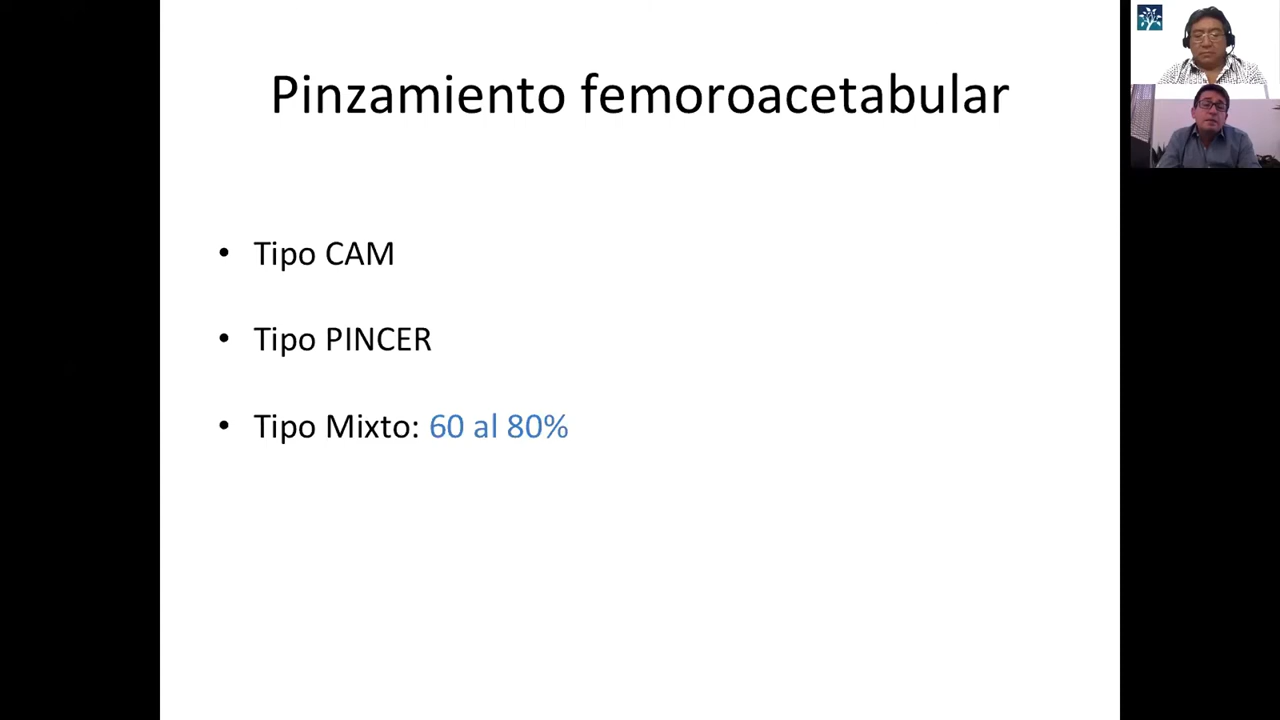 Pinzamiento femoroacetabular
• Tipo CAM
• Tipo PINCER
• Tipo Mixto: 60 al 80%